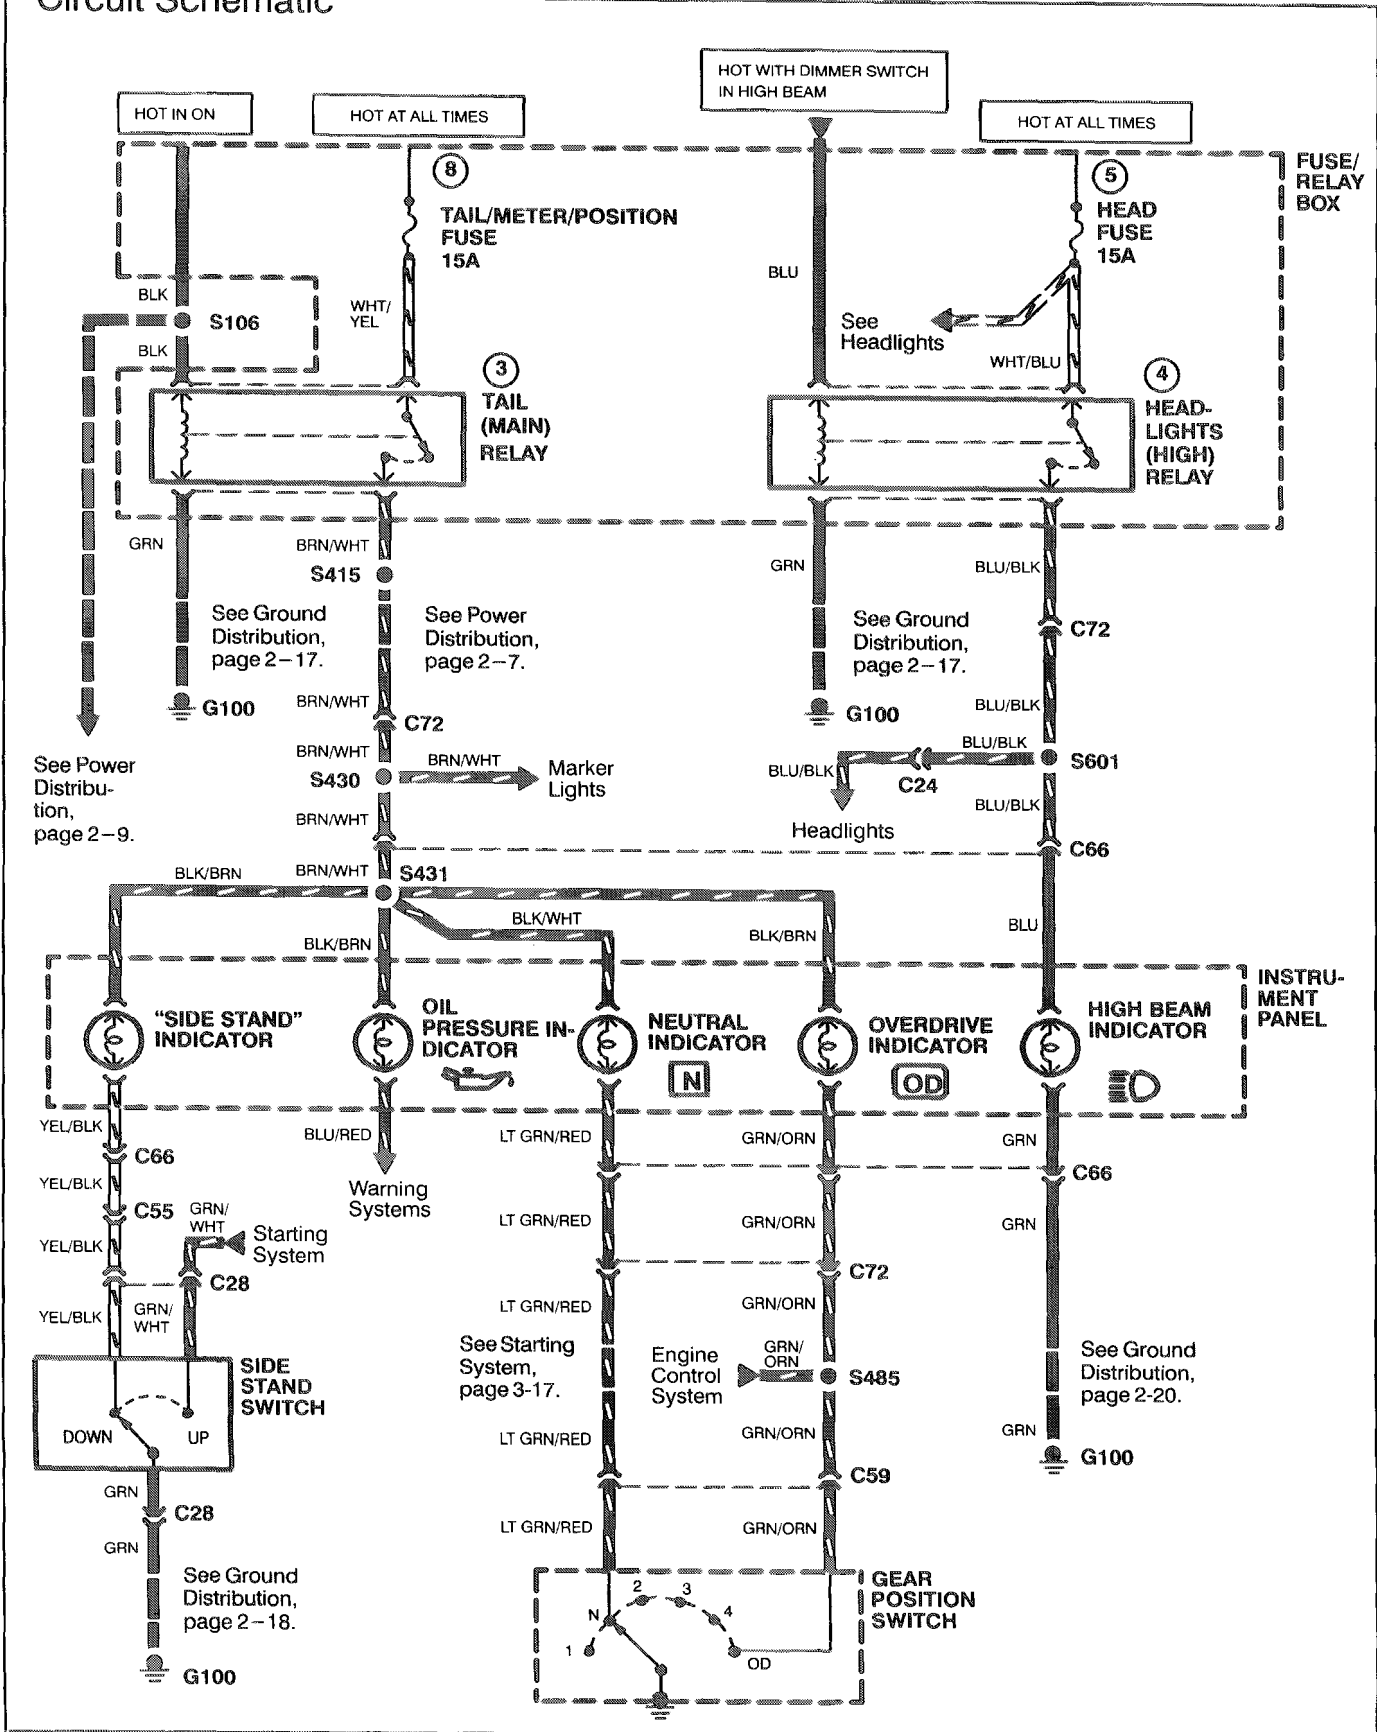 Circuit Schematic
HOT IN ON
HOT AT ALL TIMES
HOT WITH DIMMER SWITCH
IN HIGH BEAM
HOT AT ALL TIMES
FUSE/
RELAY
BOX
8
TAIL/METER/POSITION
FUSE
15A
5
HEAD
FUSE
15A
BLK
S106
BLK
WHT/
YEL
BLU
See
Headlights
WHT/BLU
3
TAIL
(MAIN)
RELAY
4
HEAD-
LIGHTS
(HIGH)
RELAY
GRN
BRN/WHT
S415
GRN
BLU/BLK
See Ground
Distribution,
page 2–17.
See Power
Distribution,
page 2–7.
See Ground
Distribution,
page 2–17.
C72
G100
BRN/WHT
C72
G100
BLU/BLK
See Power
Distribu-
tion,
page 2–9.
BRN/WHT
S430
BRN/WHT
Marker
Lights
BLU/BLK
C24
BLU/BLK
S601
BRN/WHT
Headlights
BLU/BLK
C66
BLK/BRN
BRN/WHT
S431
BLK/WHT
BLK/BRN
BLK/BRN
BLU
INSTRU-
MENT
PANEL
"SIDE STAND"
INDICATOR
OIL
PRESSURE IN-
DICATOR
NEUTRAL
INDICATOR
N
OVERDRIVE
INDICATOR
OD
HIGH BEAM
INDICATOR
YEL/BLK
C66
YEL/BLK
C55
YEL/BLK
GRN/
WHT
Starting
System
C28
YEL/BLK
GRN/
WHT
BLU/RED
Warning
Systems
LT GRN/RED
GRN/ORN
GRN
C66
LT GRN/RED
GRN/ORN
GRN
C72
LT GRN/RED
GRN/ORN
SIDE
STAND
SWITCH
DOWN
UP
See Starting
System,
page 3-17.
Engine
Control
System
GRN/
ORN
S485
See Ground
Distribution,
page 2-20.
LT GRN/RED
GRN/ORN
GRN
G100
C59
GRN
C28
GRN
LT GRN/RED
GRN/ORN
See Ground
Distribution,
page 2–18.
G100
GEAR
POSITION
SWITCH
1
N
2
3
4
OD